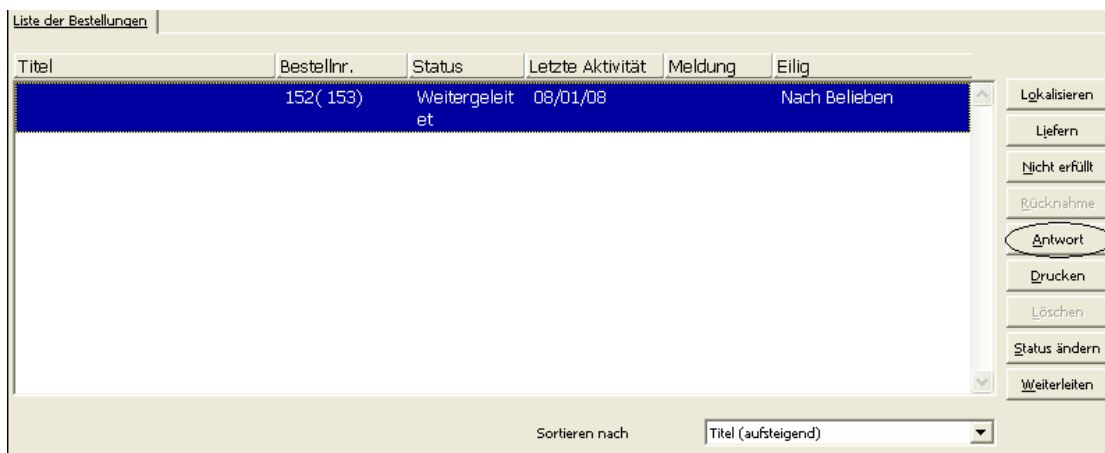 Liste der Bestellungen
Titel Bestellnr. Status Letzte Aktivität Meldung Eilig
152( 153) Weitergeleit 08/01/08 Nach Belieben
et
Lokalisieren
Liefern
Nicht erfüllt
Rücknahme
Antwort
Drucken
Löschen
Status ändern
Weiterleiten
Sortieren nach Titel (aufsteigend)